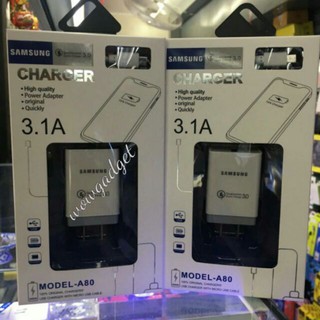 SAMSUNG
CHARGER
• High quality
• Power Adapter
• original
• Quickly
3.1A
SAMSUNG
MODEL-A80
wowgadget
SAMSUNG
CHARGER
• High quality
• Power Adapter
• original
• Quickly
3.1A
SAMSUNG
MODEL-A80